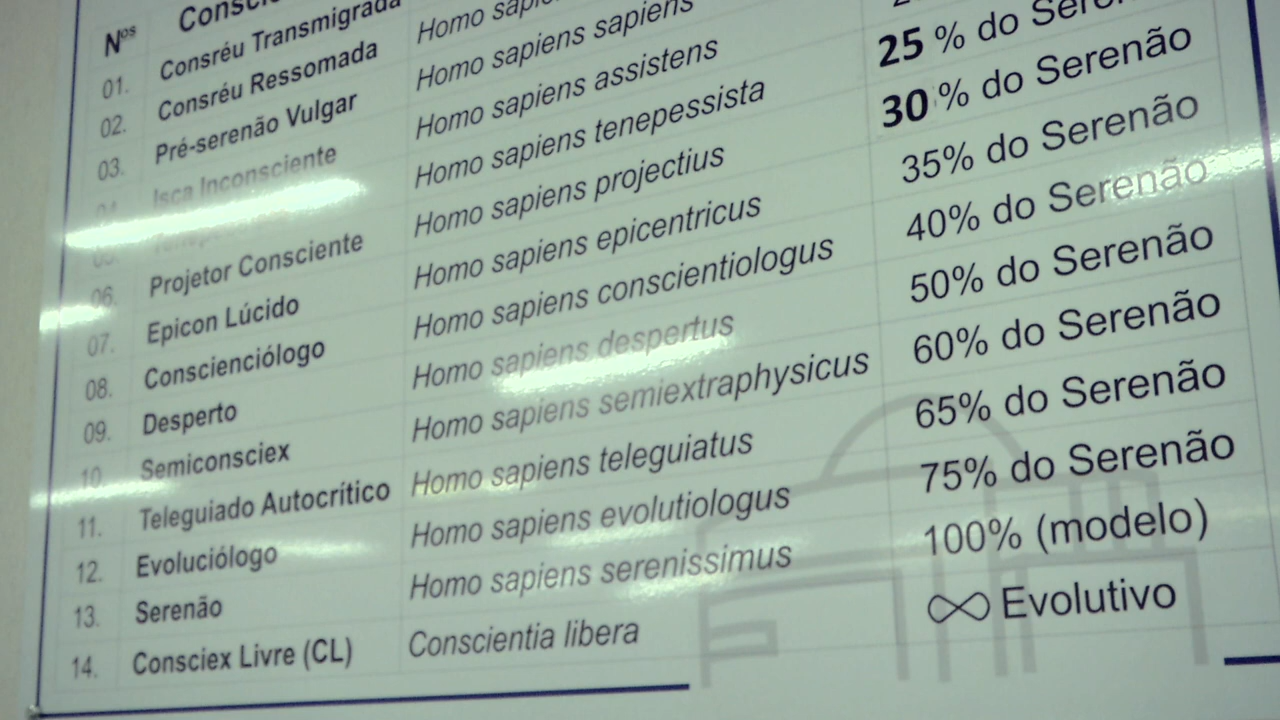 Nºs
01. Consréu Transmigrada
02. Consréu Ressomada Homo
03. Pré-serenão Vulgar Homo sapiens sapiens
Isca Inconsciente Homo sapiens assistens
Homo sapiens tenepessista 25 % do
06. Projetor Consciente Homo sapiens projectius 30 % do Serenão
07. Epicon Lúcido Homo sapiens epicentricus 35% do Serenão
08. Conscienciólogo Homo sapiens conscientiologus 40% do Serenão
09. Desperto Homo sapiens despertus 50% do Serenão
10. Semiconsciex Homo sapiens semiextraphysicus 60% do Serenão
11. Teleguiado Autocrítico Homo sapiens teleguiatus 65% do Serenão
12. Evoluciólogo Homo sapiens evolutiologus 75% do Serenão
13. Serenão Homo sapiens serenissimus 100% (modelo)
14. Consciex Livre (CL) Conscientia libera ∞ Evolutivo